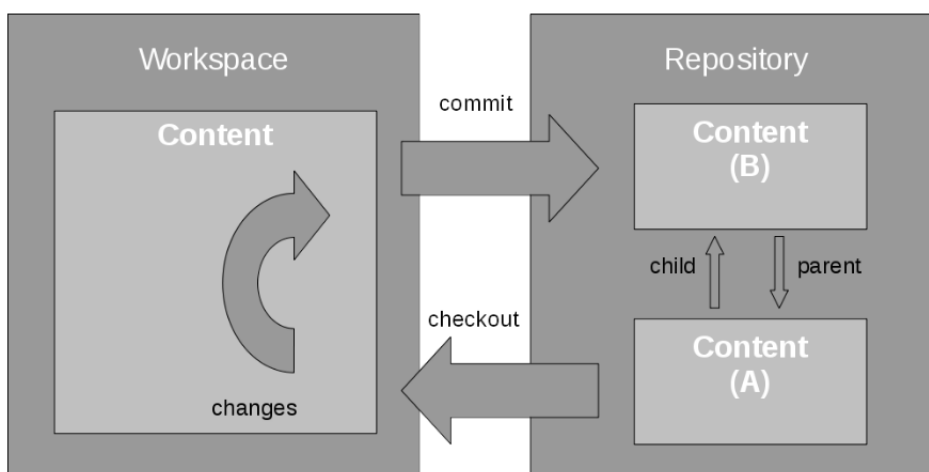 Workspace
Repository
Content
commit
Content
(B)
child
parent
checkout
Content
(A)
changes